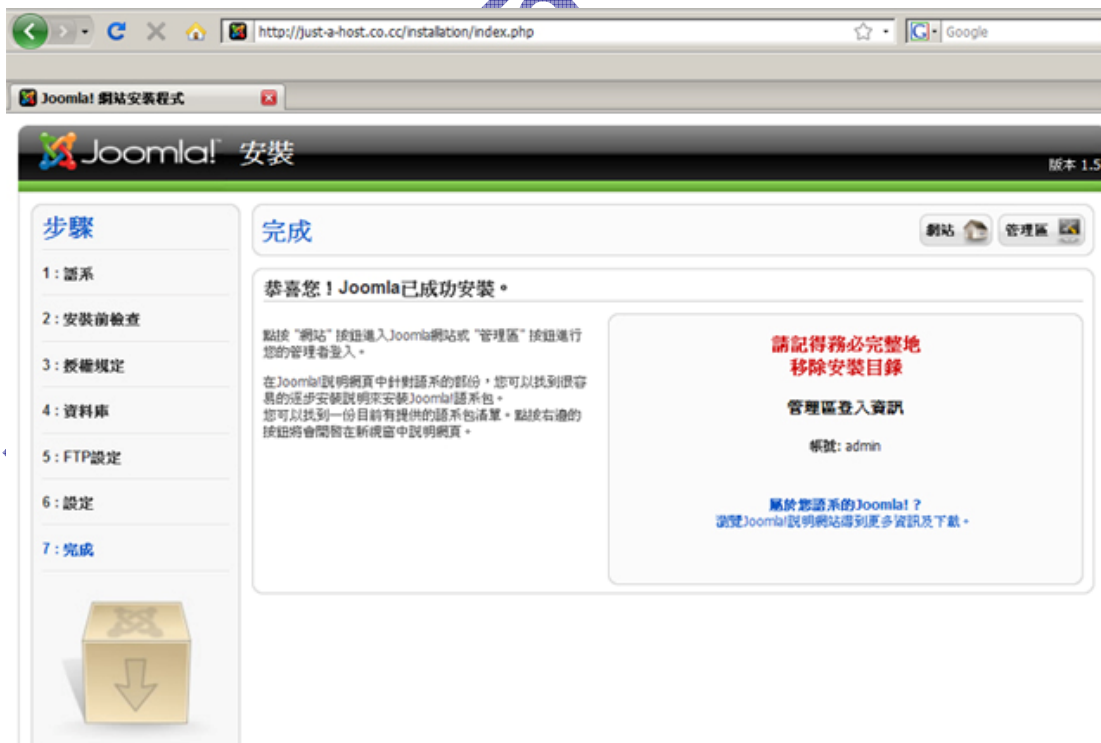 http://just-a-host.co.cc/installation/index.php
Google
Joomla! 網站安裝程式
Joomla! 安裝
版本 1.5
步驟
1 : 語系
2 : 安裝前檢查
3 : 授權規定
4 : 資料庫
5 : FTP設定
6 : 設定
7 : 完成
完成
網站
管理區
恭喜您！Joomla已成功安裝。
點按 "網站" 按鈕進入Joomla網站或 "管理區" 按鈕進行
您的管理者登入。
在Joomla!說明網頁中針對語系的部份，您可以找到很容
易的逐步安裝說明來安裝Joomla!語系包。
您可以找到一份目前有提供的語系包清單。點按右邊的
按鈕將會開啟在新視窗中說明網頁。
請記得務必完整地
移除安裝目錄
管理區登入資訊
帳號: admin
屬於您語系的Joomla!？
瀏覽Joomla!說明網站得到更多資訊及下載。